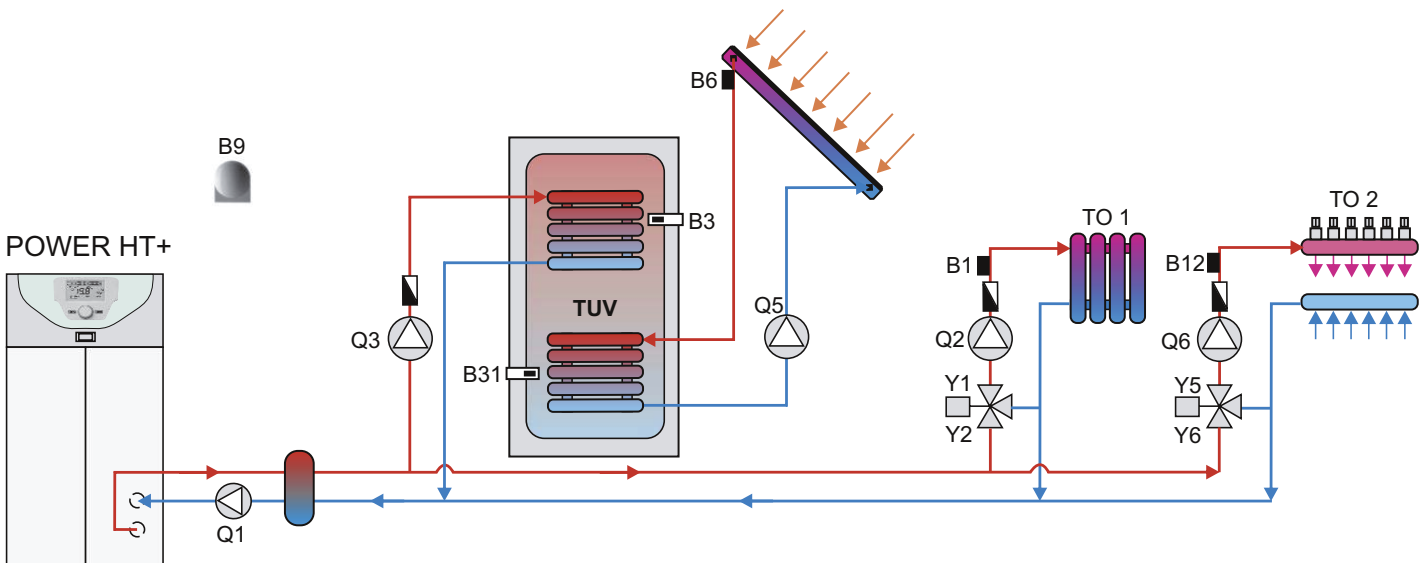 B6
B9
B3
TO 1
TO 2
POWER HT+
B1
B12
TUV
Q5
Q3
Q2
Q6
B31
Y1
Y5
Y2
Y6
Q1